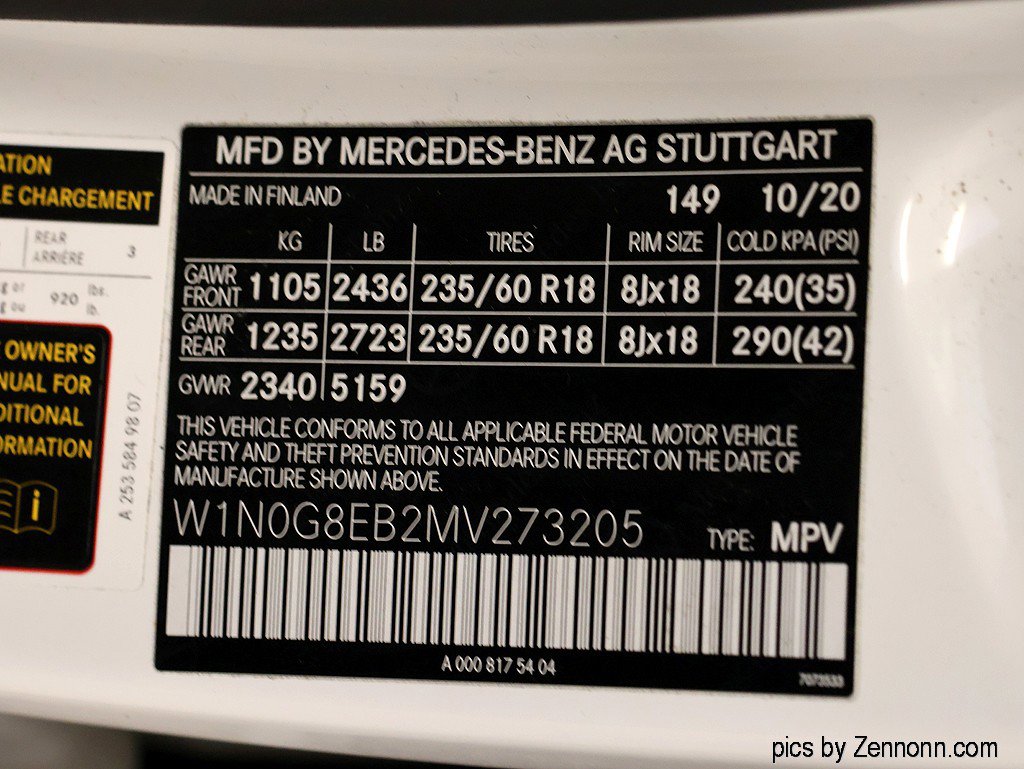 ATION
LE CHARGEMENT
REAR
ARRIÈRE 3
920 lbs.
lb.
OWNER'S
NUAL FOR
DITIONAL
ORMATION
i
A 253 584 98 07
MFD BY MERCEDES-BENZ AG STUTTGART
MADE IN FINLAND 149 10/20
KG LB TIRES RIM SIZE COLD KPA (PSI)
GAWR FRONT 1105 2436 235/60 R18 8Jx18 240(35)
GAWR REAR 1235 2723 235/60 R18 8Jx18 290(42)
GVWR 2340 5159
THIS VEHICLE CONFORMS TO ALL APPLICABLE FEDERAL MOTOR VEHICLE
SAFETY AND THEFT PREVENTION STANDARDS IN EFFECT ON THE DATE OF
MANUFACTURE SHOWN ABOVE.
W1N0G8EB2MV273205 TYPE: MPV
A 000 817 54 04
pics by Zennonn.com